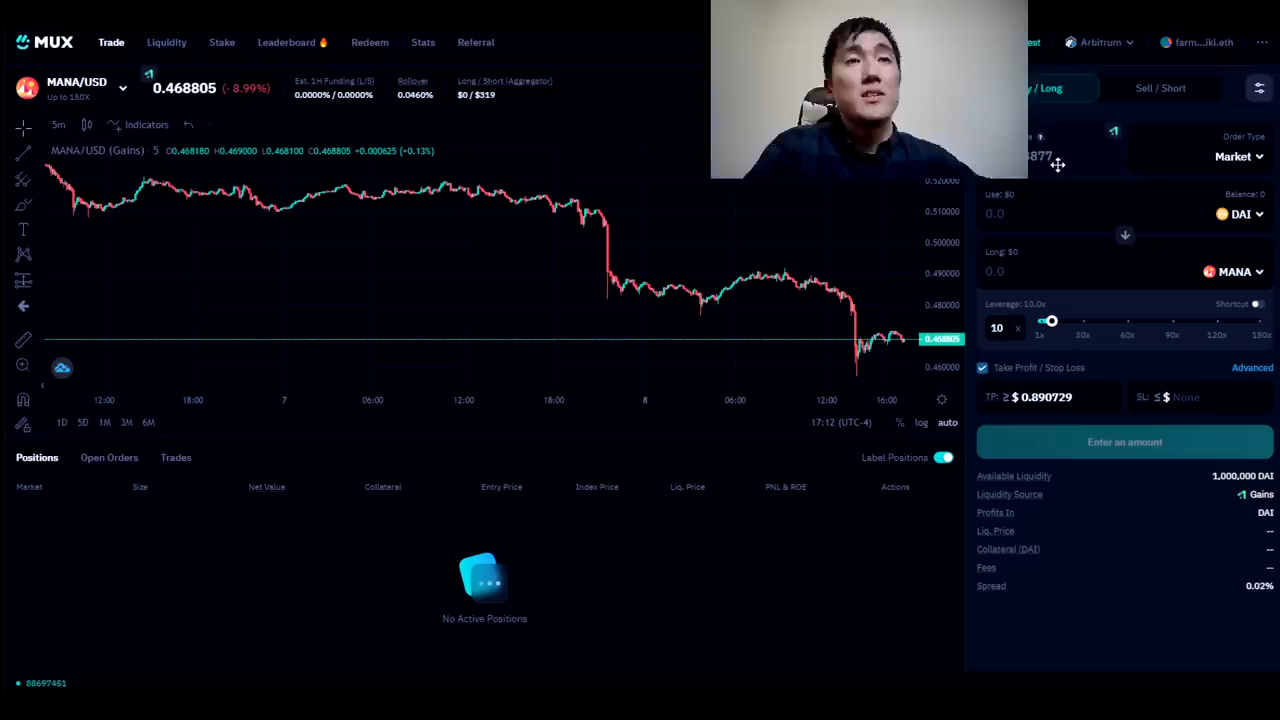 MUX Trade Liquidity Stake Leaderboard 🔥 Redeem Stats Referral
Arbitrum farm...iki.eth ···
MANA/USD
Up to 150X
0.468805 (- 8.99%)
Est. 1H Funding (L/S)
0.0000% / 0.0000%
Rollover
0.0460%
Long / Short (Aggregator)
$0 / $319
/ Long Sell / Short
5m Indicators
MANA/USD (Gains) · 5 O0.468180 H0.469000 L0.468100 C0.468805 +0.000625 (+0.13%)
Order Type
Market
0.520000
0.510000
0.500000
0.490000
0.480000
0.468805
0.460000
12:00 18:00 7 06:00 12:00 18:00 8 06:00 12:00 16:00
1D 5D 1M 3M 6M 17:12 (UTC-4) % log auto
Use: $0 Balance: 0
0.0 DAI
Long: $0
0.0 MANA
Leverage: 10.0x Shortcut
10 X
1x 30x 60x 90x 120x 150x
Take Profit / Stop Loss Advanced
TP: ≥ $ 0.890729 SL: ≤ $ None
Enter an amount
Available Liquidity 1,000,000 DAI
Liquidity Source Gains
Profits In DAI
Liq. Price --
Collateral (DAI) --
Fees --
Spread 0.02%
Positions Open Orders Trades Label Positions
Market Size Net Value Collateral Entry Price Index Price Liq. Price PNL & ROE Actions
No Active Positions
88697451